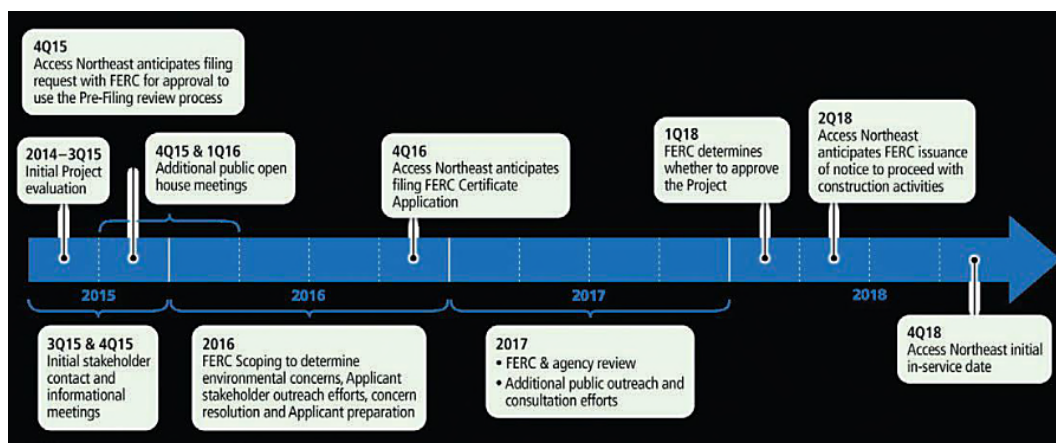 4Q15
Access Northeast anticipates filing
request with FERC for approval to
use the Pre-Filing review process
2014–3Q15
Initial Project
evaluation
4Q15 & 1Q16
Additional public open
house meetings
4Q16
Access Northeast anticipates
filing FERC Certificate
Application
1Q18
FERC determines
whether to approve
the Project
2Q18
Access Northeast
anticipates FERC issuance
of notice to proceed with
construction activities
2015
2016
2017
2018
3Q15 & 4Q15
Initial stakeholder
contact and
informational
meetings
2016
FERC Scoping to determine
environmental concerns, Applicant
stakeholder outreach efforts, concern
resolution and Applicant preparation
2017
• FERC & agency review
• Additional public outreach and
consultation efforts
4Q18
Access Northeast initial
in-service date